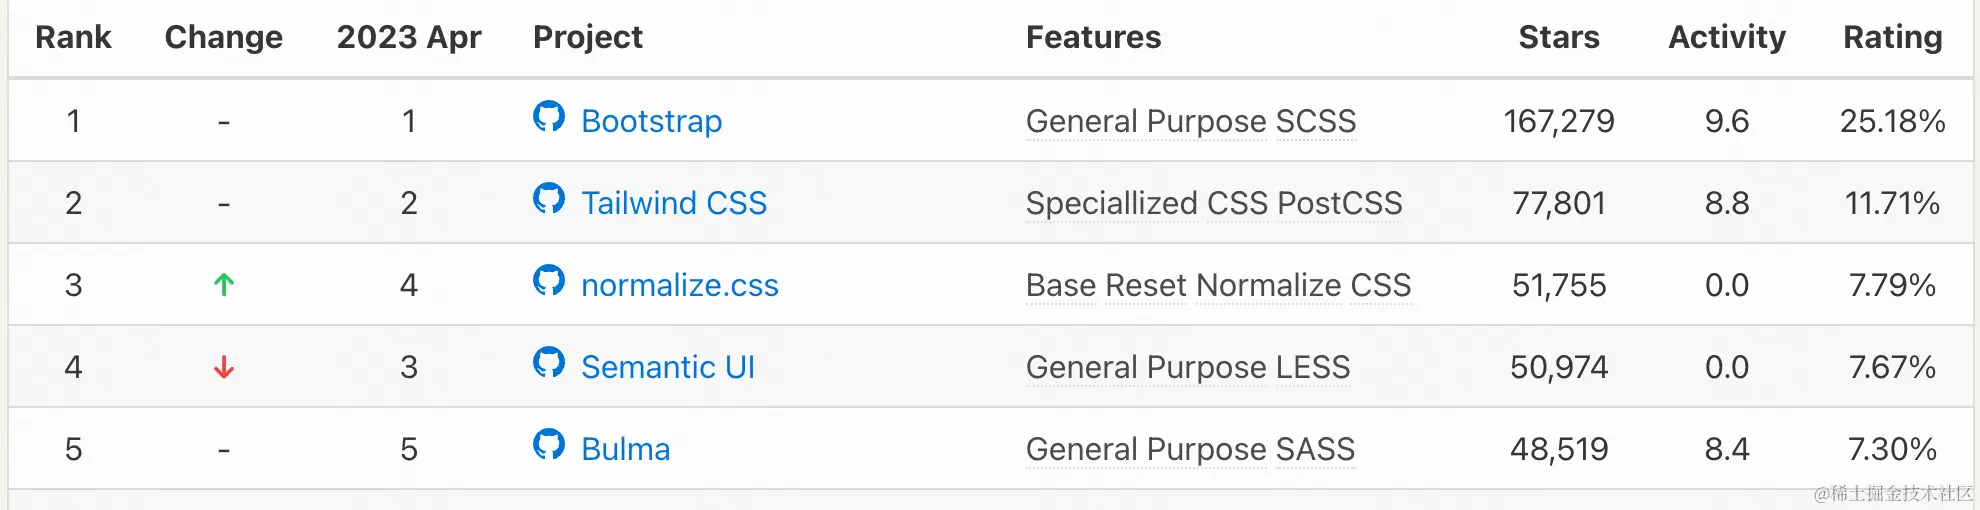 Rank Change 2023 Apr Project Features Stars Activity Rating
1 - 1 Bootstrap General Purpose SCSS 167,279 9.6 25.18%
2 - 2 Tailwind CSS Speciallized CSS PostCSS 77,801 8.8 11.71%
3 ↑ 4 normalize.css Base Reset Normalize CSS 51,755 0.0 7.79%
4 ↓ 3 Semantic UI General Purpose LESS 50,974 0.0 7.67%
5 - 5 Bulma General Purpose SASS 48,519 8.4 7.30%
@稀土掘金技术社区